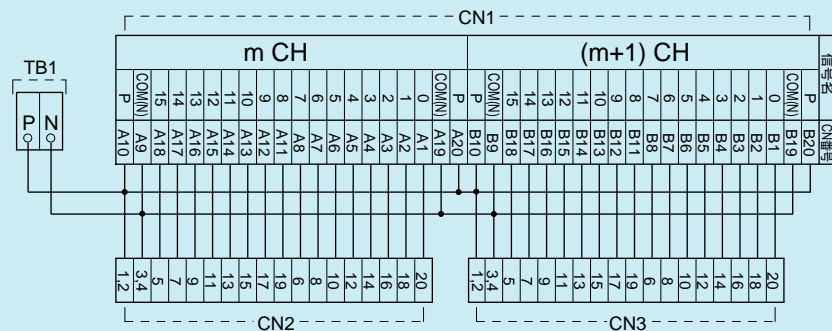 CN1
m CH (m+1) CH 信号名
P COM(N) 15 14 13 12 11 10 9 8 7 6 5 4 3 2 1 0 COM(N) P P COM(N) 15 14 13 12 11 10 9 8 7 6 5 4 3 2 1 0 COM(N) P
TB1
P N
A10 A9 A18 A17 A16 A15 A14 A13 A12 A11 A8 A7 A6 A5 A4 A3 A2 A1 A19 A20 B10 B9 B18 B17 B16 B15 B14 B13 B12 B11 B8 B7 B6 B5 B4 B3 B2 B1 B19 B20 CN番号
1,2 3,4 5 7 9 11 13 15 17 19 6 8 10 12 14 16 18 20 1,2 3,4 5 7 9 11 13 15 17 19 6 8 10 12 14 16 18 20
CN2 CN3